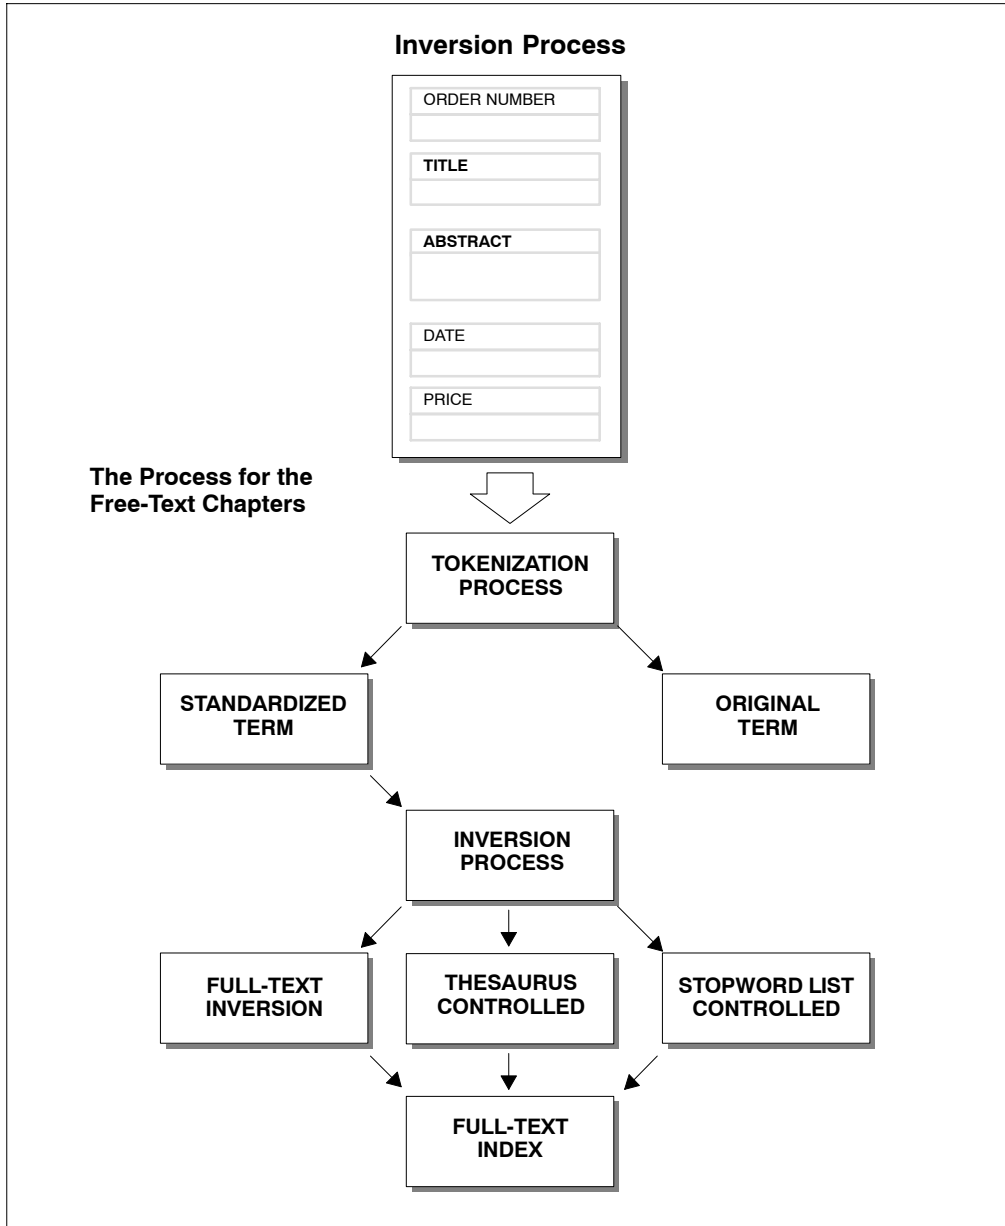 Inversion Process
ORDER NUMBER
TITLE
ABSTRACT
DATE
PRICE
The Process for the
Free-Text Chapters
TOKENIZATION
PROCESS
STANDARDIZED
TERM
ORIGINAL
TERM
INVERSION
PROCESS
FULL-TEXT
INVERSION
THESAURUS
CONTROLLED
STOPWORD LIST
CONTROLLED
FULL-TEXT
INDEX